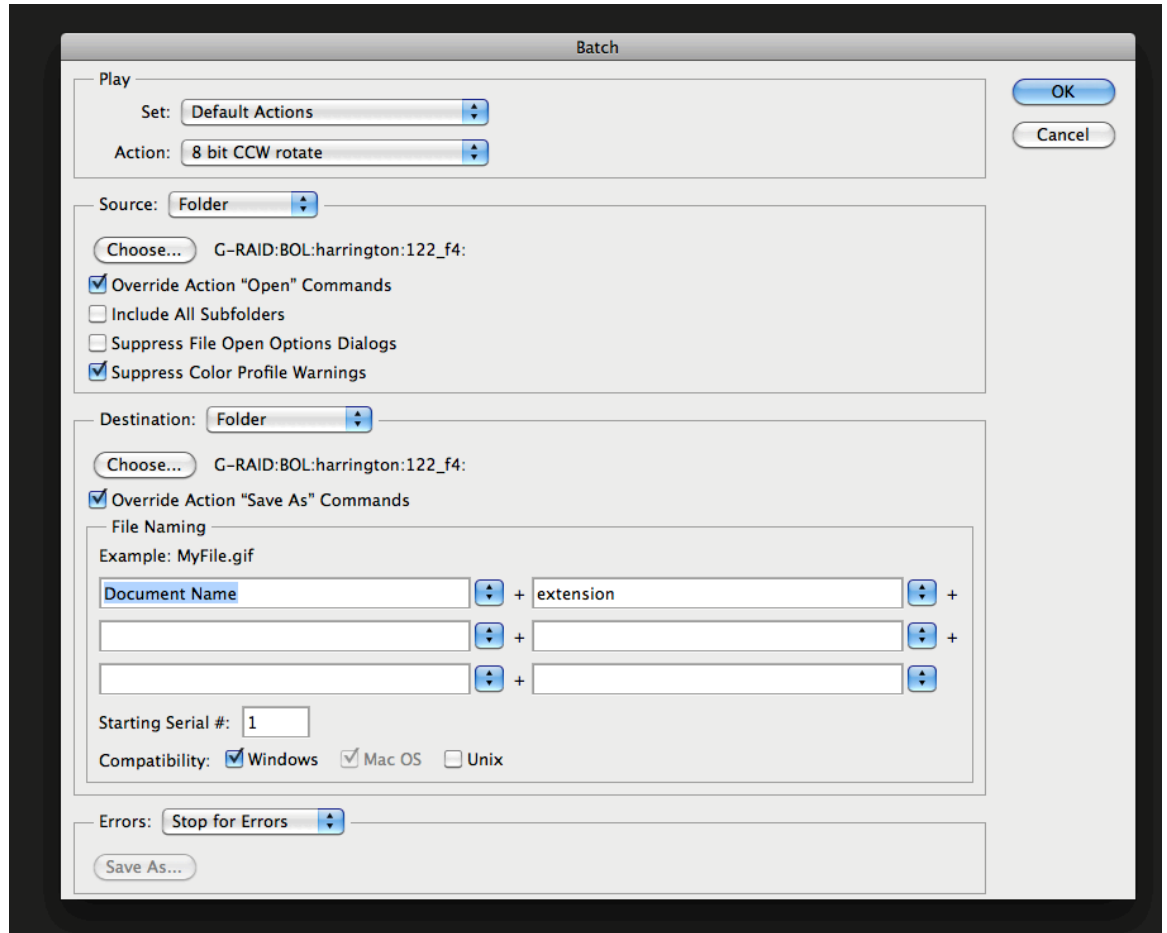 Batch
Play
Set: Default Actions
Action: 8 bit CCW rotate
OK
Cancel
Source: Folder
Choose... G-RAID:BOL:harrington:122_f4:
Override Action “Open” Commands
Include All Subfolders
Suppress File Open Options Dialogs
Suppress Color Profile Warnings
Destination: Folder
Choose... G-RAID:BOL:harrington:122_f4:
Override Action “Save As” Commands
File Naming
Example: MyFile.gif
Document Name + extension +
+ +
+
Starting Serial #: 1
Compatibility: Windows Mac OS Unix
Errors: Stop for Errors
Save As...